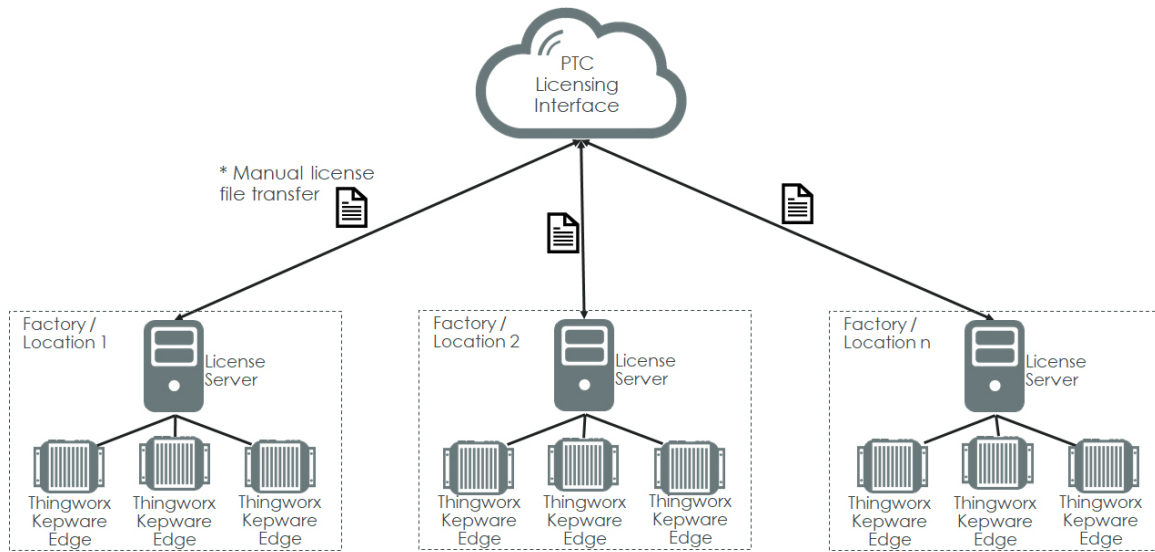 PTC
Licensing
Interface
* Manual license
file transfer
Factory /
Location 1
License
Server
Thingworx
Kepware
Edge
Thingworx
Kepware
Edge
Thingworx
Kepware
Edge
Factory /
Location 2
License
Server
Thingworx
Kepware
Edge
Thingworx
Kepware
Edge
Thingworx
Kepware
Edge
Factory /
Location n
License
Server
Thingworx
Kepware
Edge
Thingworx
Kepware
Edge
Thingworx
Kepware
Edge